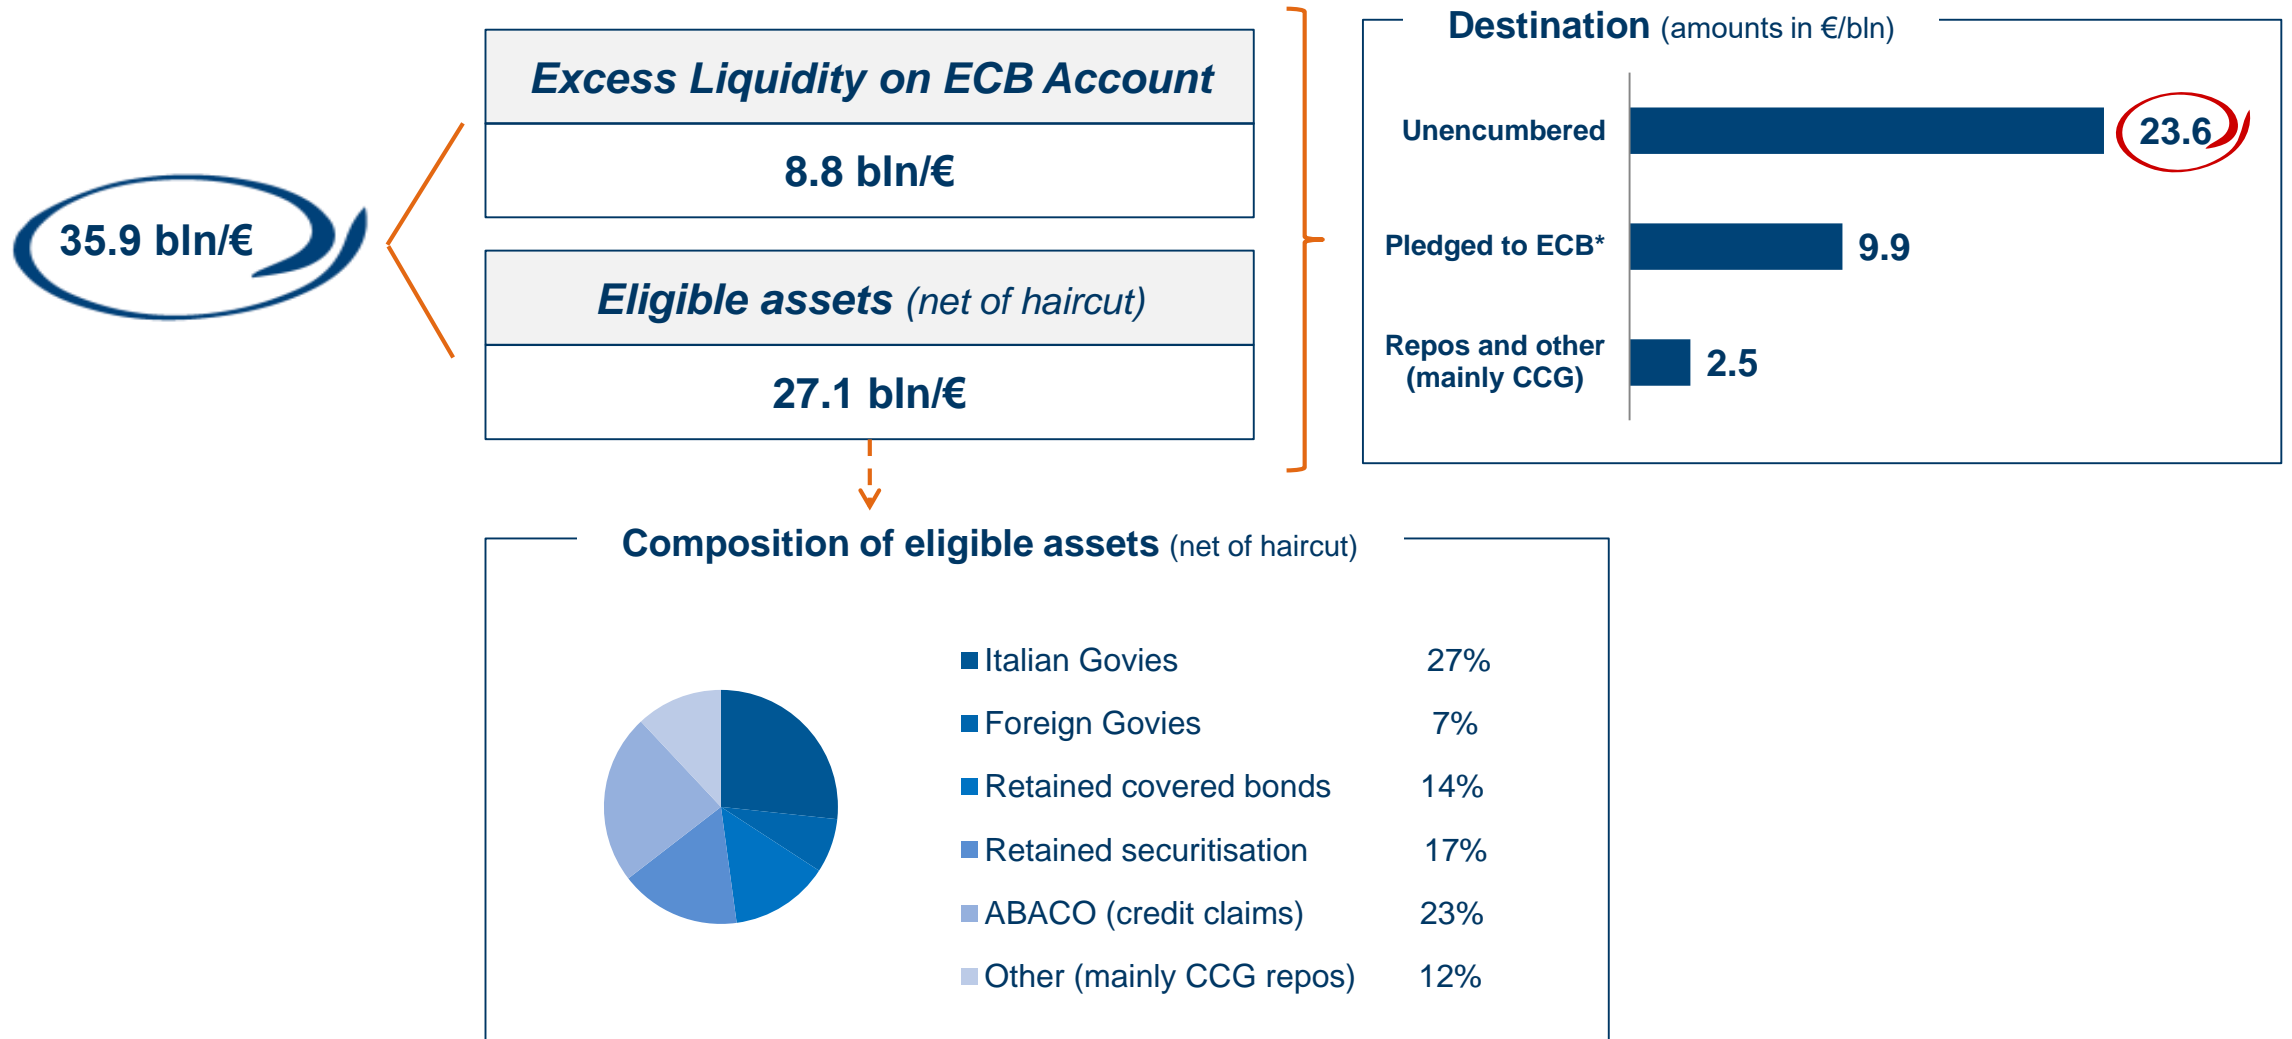 35.9 bln/€
Excess Liquidity on ECB Account
8.8 bln/€
Eligible assets (net of haircut)
27.1 bln/€
Destination (amounts in €/bln)
Unencumbered 23.6
Pledged to ECB* 9.9
Repos and other
(mainly CCG) 2.5
Composition of eligible assets (net of haircut)
Italian Govies 27%
Foreign Govies 7%
Retained covered bonds 14%
Retained securitisation 17%
ABACO (credit claims) 23%
Other (mainly CCG repos) 12%